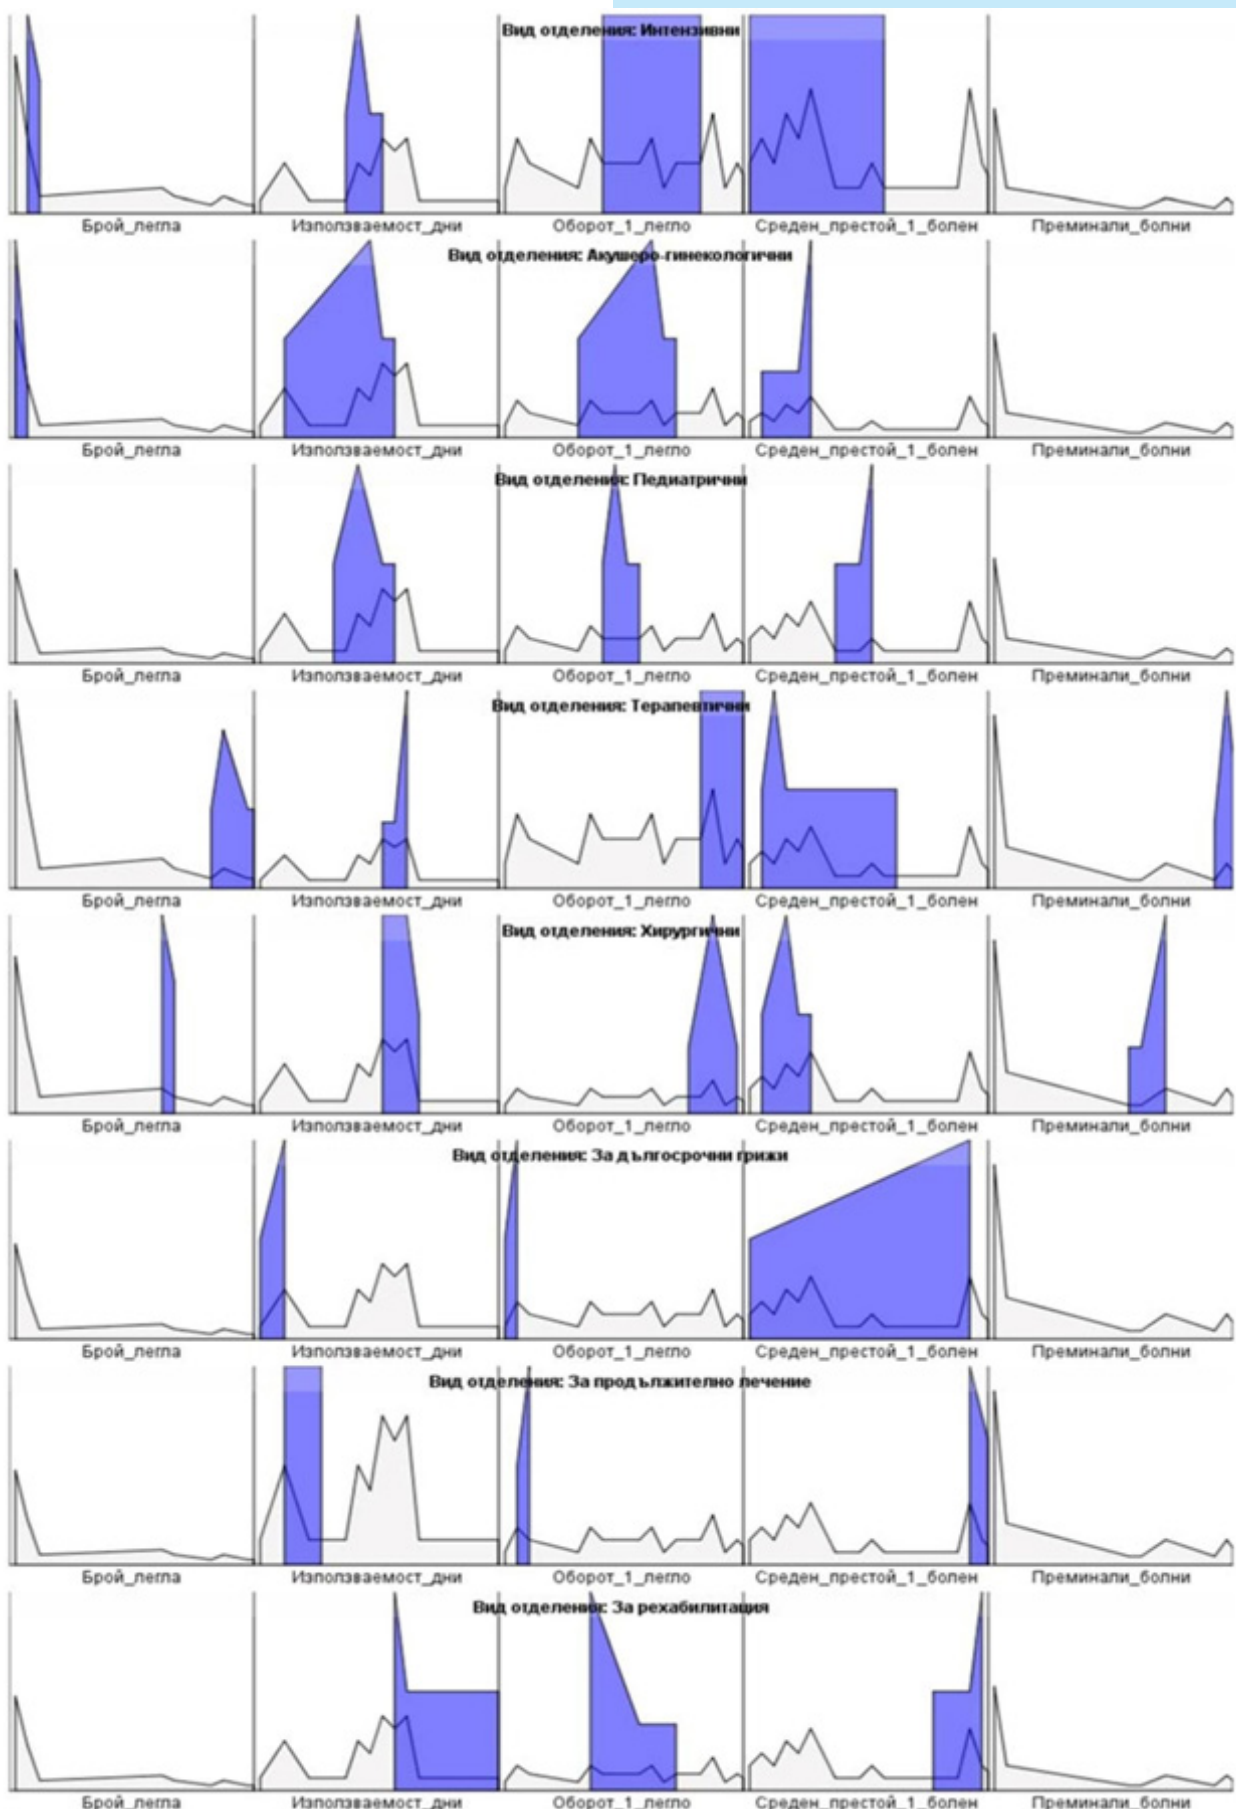 Вид отделения: Интензивни
Брой_легла Използваемост_дни Оборот_1_легло Среден_престой_1_болен Преминали_болни
Вид отделения: Акушеро-гинекологични
Брой_легла Използваемост_дни Оборот_1_легло Среден_престой_1_болен Преминали_болни
Вид отделения: Педиатрични
Брой_легла Използваемост_дни Оборот_1_легло Среден_престой_1_болен Преминали_болни
Вид отделения: Терапевтични
Брой_легла Използваемост_дни Оборот_1_легло Среден_престой_1_болен Преминали_болни
Вид отделения: Хирургични
Брой_легла Използваемост_дни Оборот_1_легло Среден_престой_1_болен Преминали_болни
Вид отделения: За дългосрочни грижи
Брой_легла Използваемост_дни Оборот_1_легло Среден_престой_1_болен Преминали_болни
Вид отделения: За продължително лечение
Брой_легла Използваемост_дни Оборот_1_легло Среден_престой_1_болен Преминали_болни
Вид отделения: За рехабилитация
Брой_легла Използваемост_дни Оборот_1_легло Среден_престой_1_болен Преминали_болни